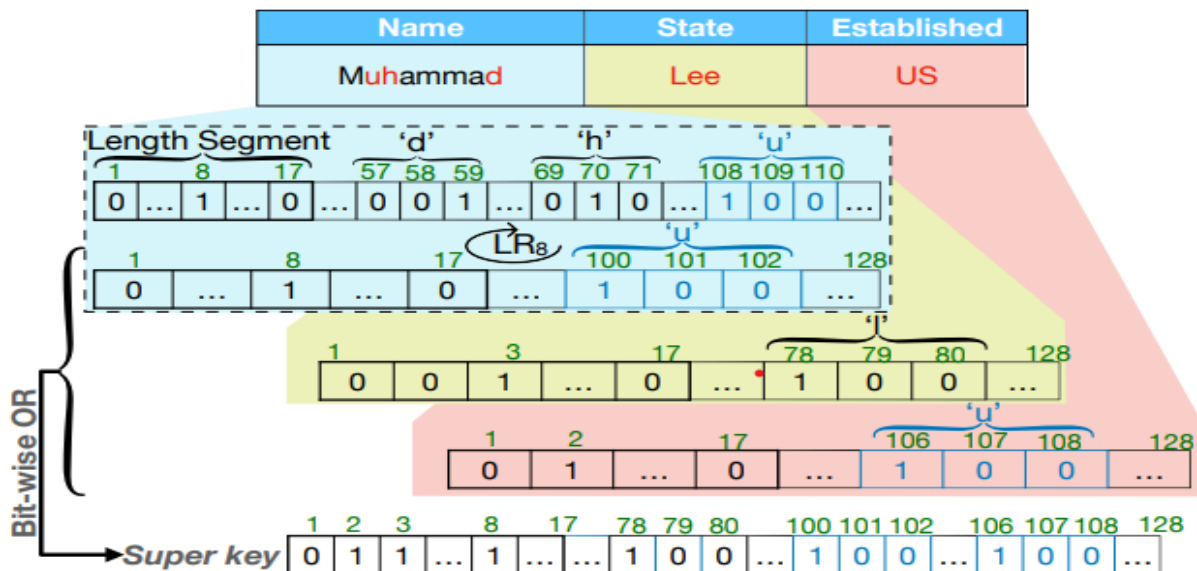 Name State Established
Muhammad Lee US
Length Segment 'd' 'h' 'u'
1 8 17 57 58 59 69 70 71 108 109 110
0 ... 1 ... 0 ... 0 0 1 ... 0 1 0 ... 1 0 0 ...
LR8 'u'
1 8 17 100 101 102 128
0 ... 1 ... 0 ... 1 0 0 ...
'l'
1 3 17 78 79 80 128
0 0 1 ... 0 ... 1 0 0 ...
'u'
1 2 17 106 107 108 128
0 1 ... 0 ... 1 0 0 ...
Bit-wise OR
1 2 3 8 17 78 79 80 100 101 102 106 107 108 128
Super key 0 1 1 ... 1 ... ... 1 0 0 ... 1 0 0 ... 1 0 0 ...